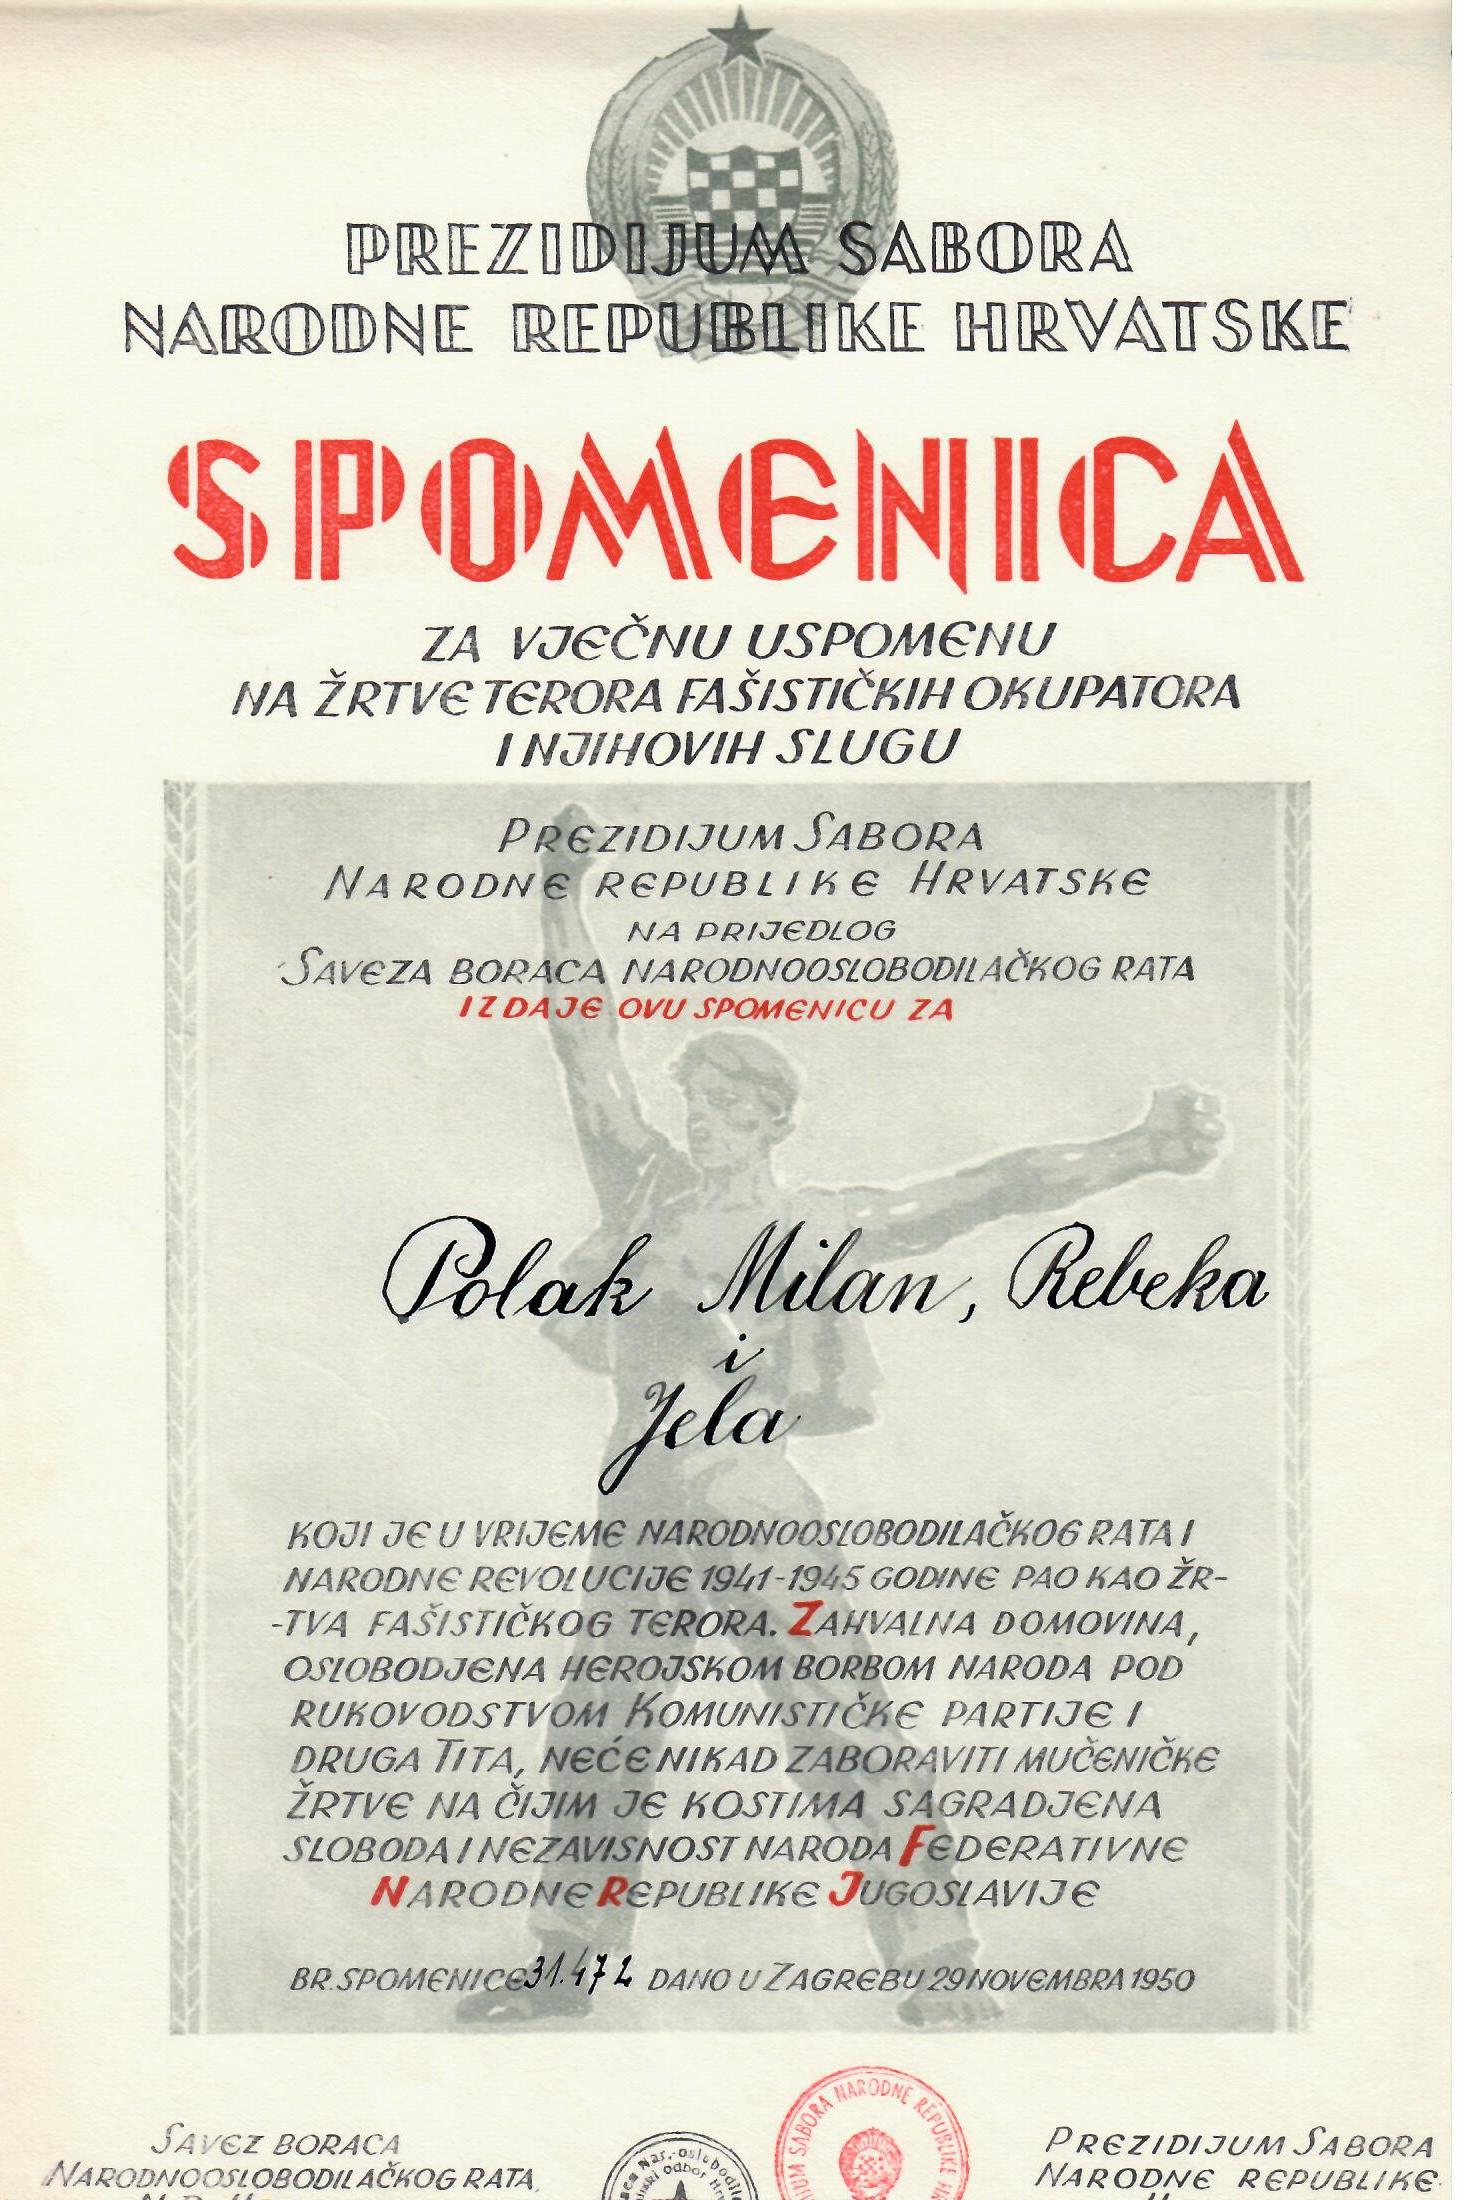 PREZIDIJUM SABORA
NARODNE REPUBLIKE HRVATSKE
SPOMENICA
ZA VJEČNU USPOMENU
NA ŽRTVE TERORA FAŠISTIČKIH OKUPATORA
I NJIHOVIH SLUGU
PREZIDIJUM SABORA
NARODNE REPUBLIKE HRVATSKE
NA PRIJEDLOG
SAVEZA BORACA NARODNOOSLOBODILAČKOG RATA
IZDAJE OVU SPOMENICU ZA
Polak Milan, Rebeka
i
Jela
KOJI JE U VRIJEME NARODNOOSLOBODILAČKOG RATA I
NARODNE REVOLUCIJE 1941-1945 GODINE PAO KAO ŽR-
-TVA FAŠISTIČKOG TERORA. ZAHVALNA DOMOVINA,
OSLOBODJENA HEROJSKOM BORBOM NARODA POD
RUKOVODSTVOM KOMUNISTIČKE PARTIJE I
DRUGA TITA, NEĆE NIKAD ZABORAVITI MUČENIČKE
ŽRTVE NA ČIJIM JE KOSTIMA SAGRADJENA
SLOBODA I NEZAVISNOST NARODA FEDERATIVNE
NARODNE REPUBLIKE JUGOSLAVIJE
BR. SPOMENICE 31.472 DANO U ZAGREBU 29 NOVEMBRA 1950
SAVEZ BORACA
NARODNOOSLOBODILAČKOG RATA
PREZIDIJUM SABORA
NARODNE REPUBLIKE
SABORA NARODNE REPUBLIKE